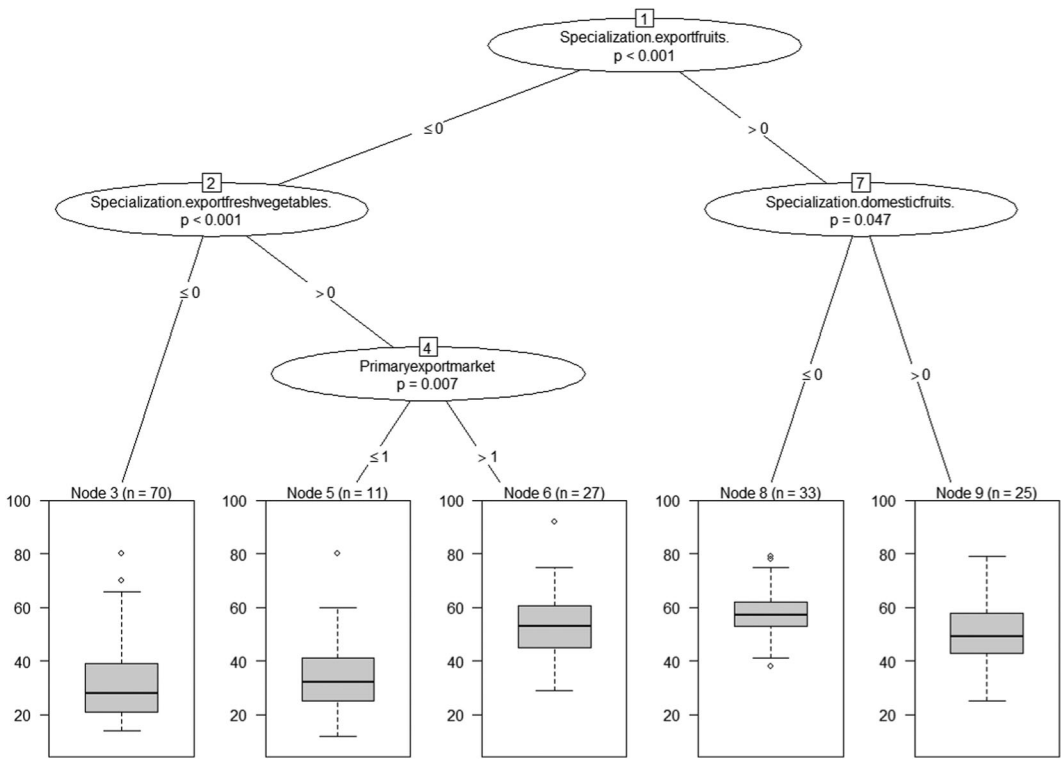 1
Specialization.exportfruits.
p < 0.001
≤ 0
> 0
2
Specialization.exportfreshvegetables.
p < 0.001
7
Specialization.domesticfruits.
p = 0.047
≤ 0
> 0
4
Primaryexportmarket
p = 0.007
≤ 0
> 0
≤ 1
> 1
Node 3 (n = 70)
100
80
60
40
20
Node 5 (n = 11)
100
80
60
40
20
Node 6 (n = 27)
100
80
60
40
20
Node 8 (n = 33)
100
80
60
40
20
Node 9 (n = 25)
100
80
60
40
20